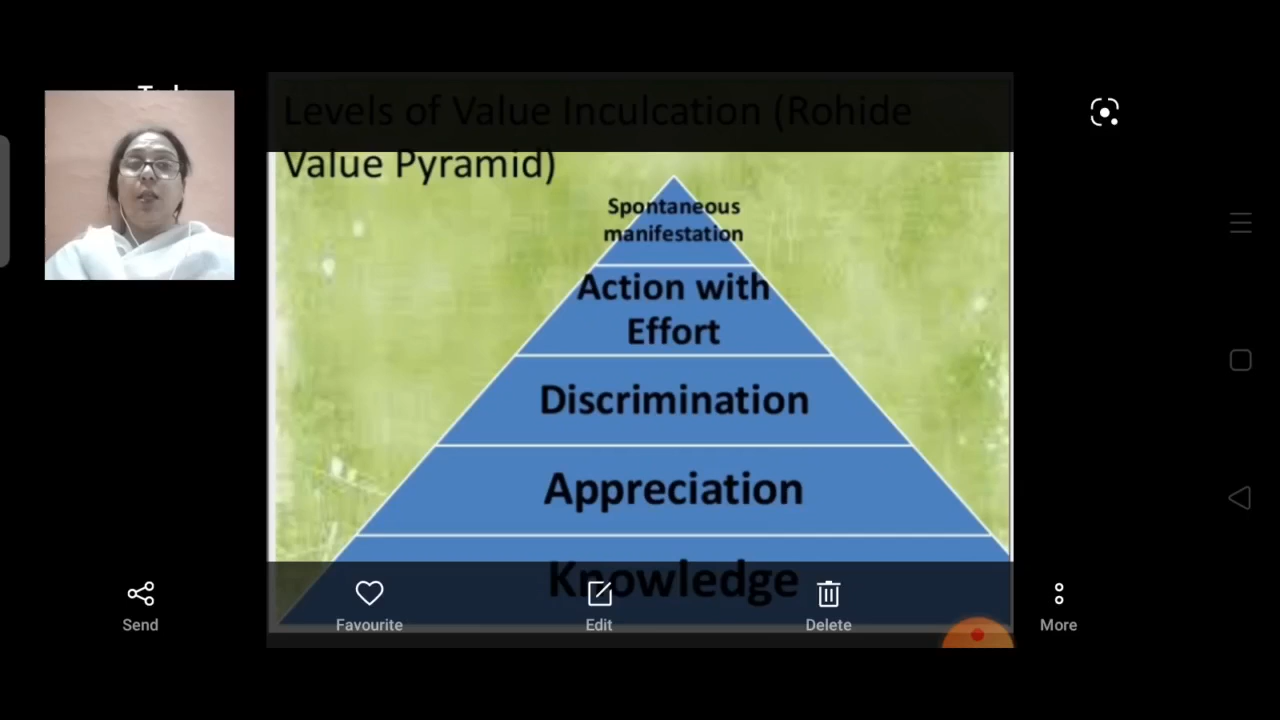 Levels of Value Inculcation (Rohide
Value Pyramid)
Spontaneous
manifestation
Action with
Effort
Discrimination
Appreciation
Knowledge
Send
Favourite
Edit
Delete
More